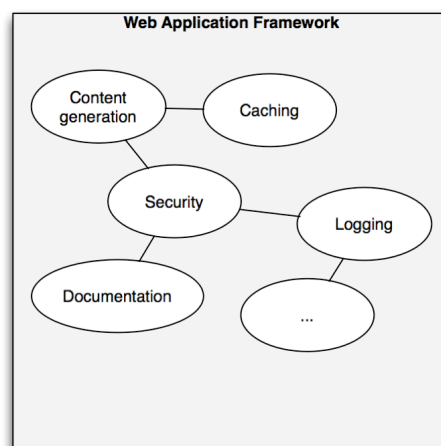 Web Application Framework
Content
generation
Caching
Security
Logging
Documentation
...